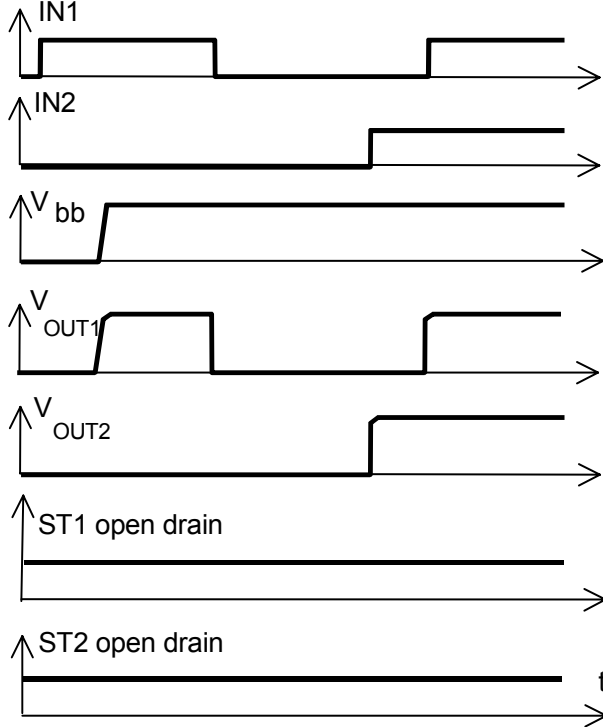 IN1
IN2
V bb
V OUT1
V OUT2
ST1 open drain
ST2 open drain
t